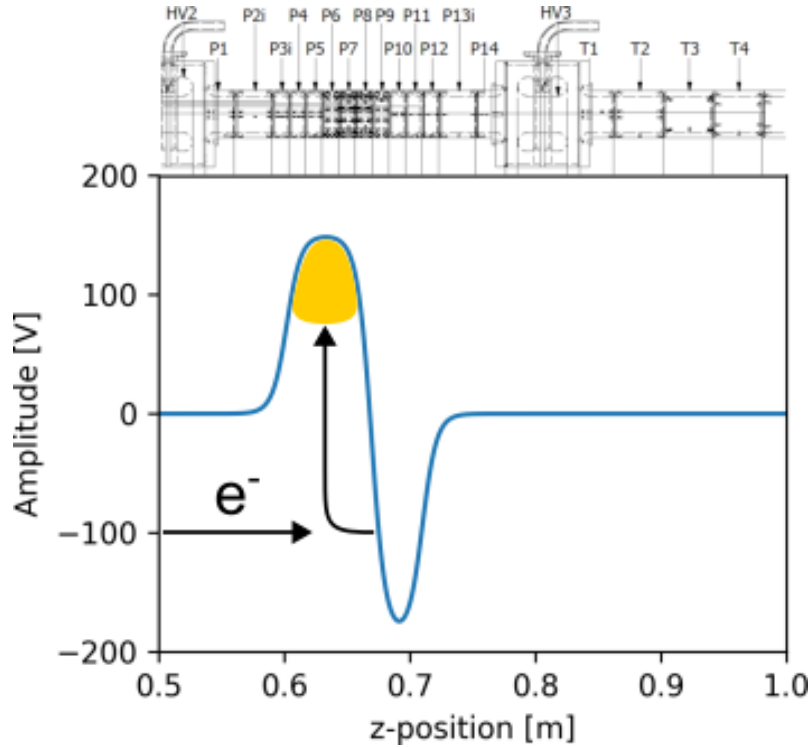 HV2 P2i P4 P6 P8 P9 P11 P13i HV3
P1 P3i P5 P7 P10 P12 P14 T1 T2 T3 T4
200
100
0
−100
−200
Amplitude [V]
e-
0.5 0.6 0.7 0.8 0.9 1.0
z-position [m]